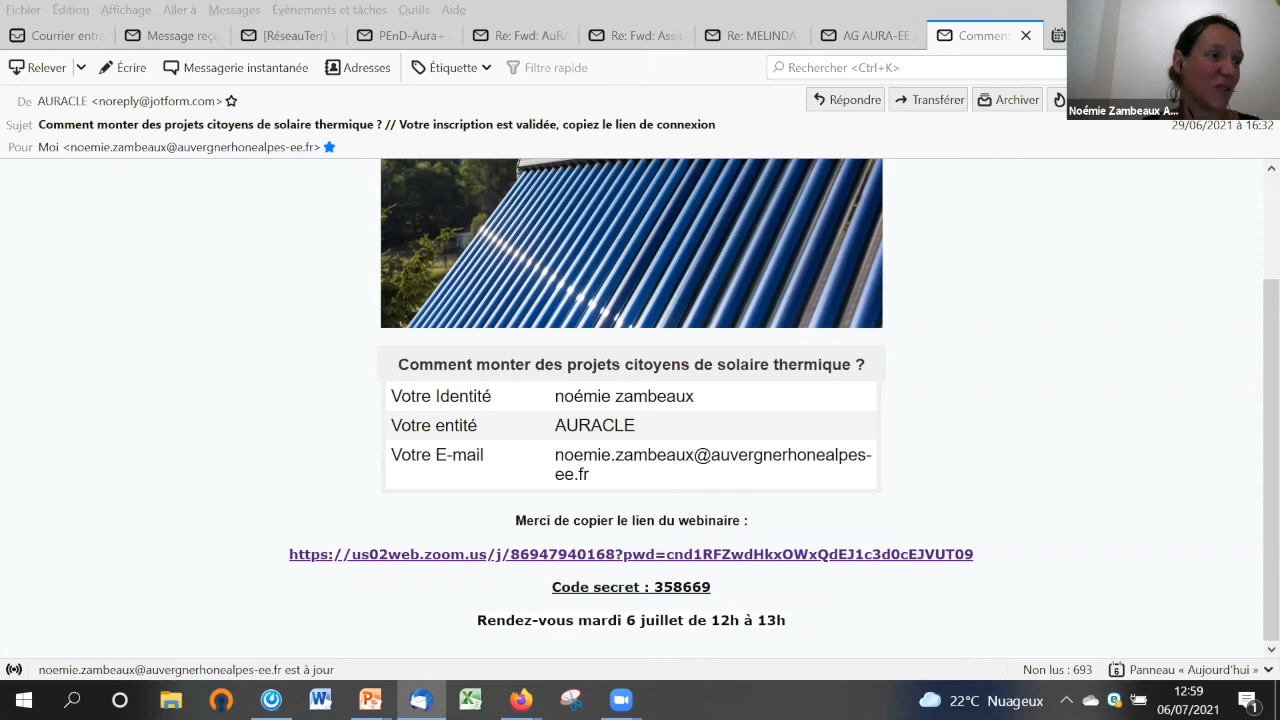 Fichier Édition Affichage Aller à Messages Évènements et tâches Outils Aide
Courrier entra Message reçu [RéseauTer] V PEnD-Aura+ Re: Fwd: AuRA Re: Fwd: Assis Re: MELINDA AG AURA-EE Comment
Relever Écrire Messagerie instantanée Adresses Étiquette Filtre rapide Rechercher <Ctrl+K>
De AURACLE <noreply@jotform.com> Répondre Transférer Archiver
Noémie Zambeaux A...
Sujet Comment monter des projets citoyens de solaire thermique ? // Votre inscription est validée, copiez le lien de connexion 29/06/2021 à 16:32
Pour Moi <noemie.zambeaux@auvergnerhonealpes-ee.fr>
Comment monter des projets citoyens de solaire thermique ?
Votre Identité noémie zambeaux
Votre entité AURACLE
Votre E-mail noemie.zambeaux@auvergnerhonealpes-
ee.fr
Merci de copier le lien du webinaire :
https://us02web.zoom.us/j/86947940168?pwd=cnd1RFZwdHkxOWxQdEJ1c3d0cEJVUT09
Code secret : 358669
Rendez-vous mardi 6 juillet de 12h à 13h
noemie.zambeaux@auvergnerhonealpes-ee.fr est à jour Non lus : 693 Panneau « Aujourd'hui »
22°C Nuageux 12:59
06/07/2021